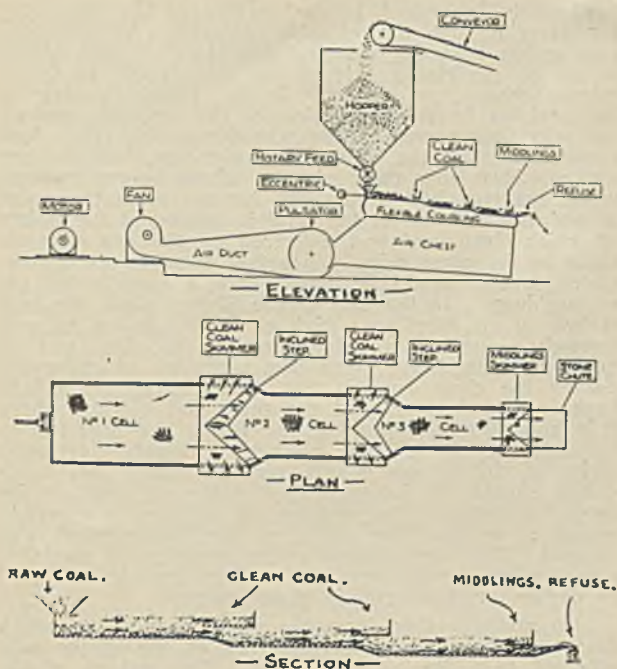 CONVEYOR
HOPPER
ROTARY FEED
CLEAN
COAL
MIDDLINGS
ECCENTRIC
REFUSE
MOTOR
FAN
PULSATOR
FLEXIBLE COUPLING
AIR DUCT
AIR CHEST
— ELEVATION —
CLEAN
COAL
SKIMMER
INCLINED
STEP
CLEAN
COAL
SKIMMER
INCLINED
STEP
MIDDLINGS
SKIMMER
STONE
CHUTE
Nº 1 CELL
Nº 2 CELL
Nº 3 CELL
— PLAN —
RAW COAL.
CLEAN COAL.
MIDDLINGS. REFUSE.
— SECTION —